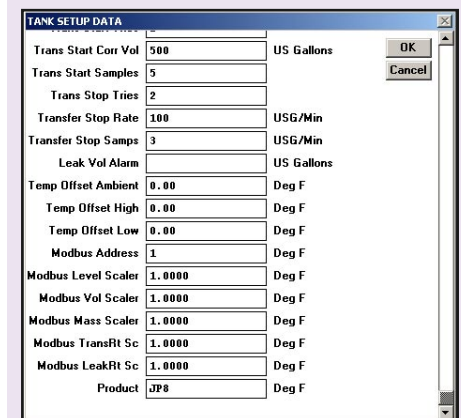 TANK SETUP DATA
Trans Start Corr Vol 500 US Gallons OK
Trans Start Samples 5 Cancel
Trans Stop Tries 2
Transfer Stop Rate 100 USG/Min
Transfer Stop Samps 3 USG/Min
Leak Vol Alarm US Gallons
Temp Offset Ambient 0.00 Deg F
Temp Offset High 0.00 Deg F
Temp Offset Low 0.00 Deg F
Modbus Address 1 Deg F
Modbus Level Scaler 1.0000 Deg F
Modbus Vol Scaler 1.0000 Deg F
Modbus Mass Scaler 1.0000 Deg F
Modbus TransRt Sc 1.0000 Deg F
Modbus LeakRt Sc 1.0000 Deg F
Product JP8 Deg F